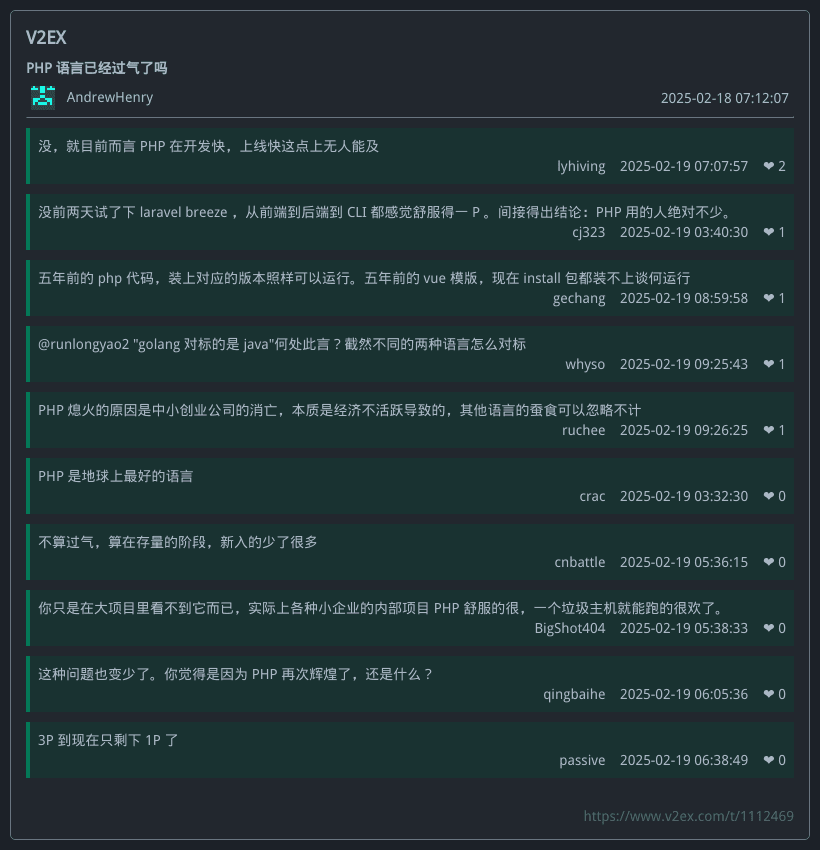 V2EX
PHP 语言已经过气了吗
AndrewHenry 2025-02-18 07:12:07
没，就目前而言 PHP 在开发快，上线快这点上无人能及
lyhiving 2025-02-19 07:07:57 ❤ 2
没前两天试了下 laravel breeze ，从前端到后端到 CLI 都感觉舒服得一 P 。间接得出结论：PHP 用的人绝对不少。
cj323 2025-02-19 03:40:30 ❤ 1
五年前的 php 代码，装上对应的版本照样可以运行。五年前的 vue 模版，现在 install 包都装不上谈何运行
gechang 2025-02-19 08:59:58 ❤ 1
@runlongyao2 "golang 对标的是 java"何处此言？截然不同的两种语言怎么对标
whyso 2025-02-19 09:25:43 ❤ 1
PHP 熄火的原因是中小创业公司的消亡，本质是经济不活跃导致的，其他语言的蚕食可以忽略不计
ruchee 2025-02-19 09:26:25 ❤ 1
PHP 是地球上最好的语言
crac 2025-02-19 03:32:30 ❤ 0
不算过气，算在存量的阶段，新入的少了很多
cnbattle 2025-02-19 05:36:15 ❤ 0
你只是在大项目里看不到它而已，实际上各种小企业的内部项目 PHP 舒服的很，一个垃圾主机就能跑的很欢了。
BigShot404 2025-02-19 05:38:33 ❤ 0
这种问题也变少了。你觉得是因为 PHP 再次辉煌了，还是什么？
qingbaihe 2025-02-19 06:05:36 ❤ 0
3P 到现在只剩下 1P 了
passive 2025-02-19 06:38:49 ❤ 0
https://www.v2ex.com/t/1112469